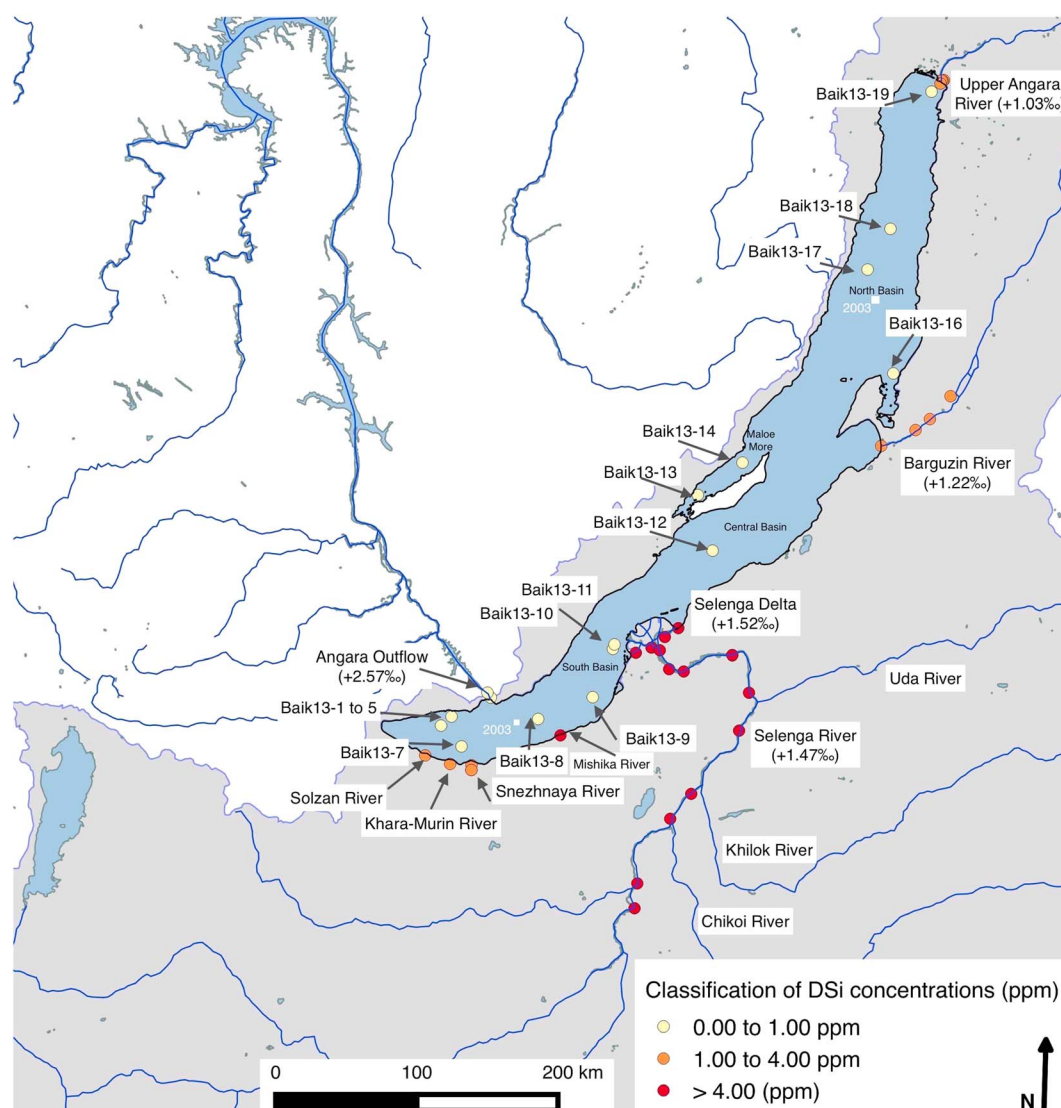 Baik13-19
Upper Angara
River (+1.03‰)
Baik13-18
Baik13-17
North Basin
2003
Baik13-16
Baik13-14
Maloe
More
Baik13-13
Barguzin River
(+1.22‰)
Baik13-12
Central Basin
Baik13-11
Baik13-10
Selenga Delta
(+1.52‰)
Angara Outflow
(+2.57‰)
South Basin
Uda River
Baik13-1 to 5
2003
Baik13-7
Baik13-8
Baik13-9
Mishika River
Selenga River
(+1.47‰)
Solzan River
Snezhnaya River
Khara-Murin River
Khilok River
Chikoi River
Classification of DSi concentrations (ppm)
0.00 to 1.00 ppm
1.00 to 4.00 ppm
> 4.00 (ppm)
0 100 200 km
N